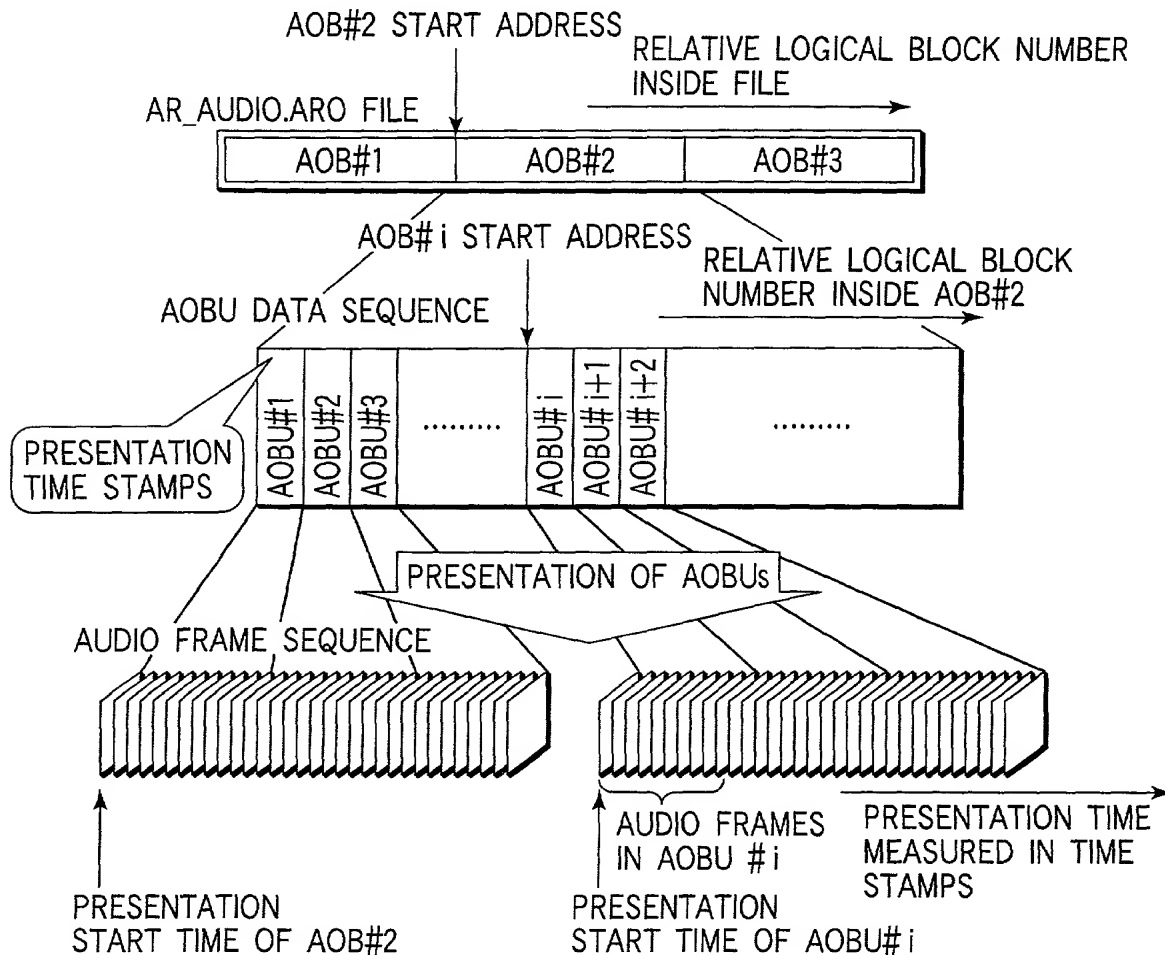 AOB#2 START ADDRESS
RELATIVE LOGICAL BLOCK NUMBER
INSIDE FILE
AR_AUDIO.ARO FILE
AOB#1
AOB#2
AOB#3
AOB# i START ADDRESS
RELATIVE LOGICAL BLOCK
NUMBER INSIDE AOB#2
AOBU DATA SEQUENCE
PRESENTATION
TIME STAMPS
AOBU#1
AOBU#2
AOBU#3
.........
AOBU# i
AOBU# i+1
AOBU# i+2
.........
PRESENTATION OF AOBUs
AUDIO FRAME SEQUENCE
AUDIO FRAMES
IN AOBU # i
PRESENTATION TIME
MEASURED IN TIME
STAMPS
PRESENTATION
START TIME OF AOB#2
PRESENTATION
START TIME OF AOBU# i